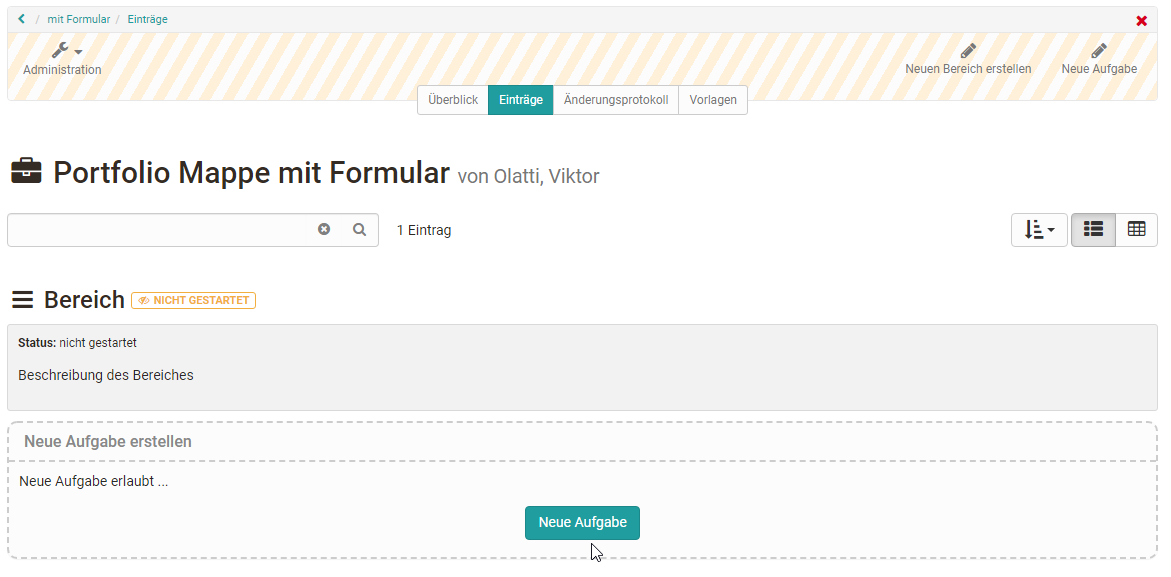 / mit Formular / Einträge
Administration
Neuen Bereich erstellen
Neue Aufgabe
Überblick
Einträge
Änderungsprotokoll
Vorlagen
Portfolio Mappe mit Formular von Olatti, Viktor
1 Eintrag
Bereich NICHT GESTARTET
Status: nicht gestartet
Beschreibung des Bereiches
Neue Aufgabe erstellen
Neue Aufgabe erlaubt ...
Neue Aufgabe